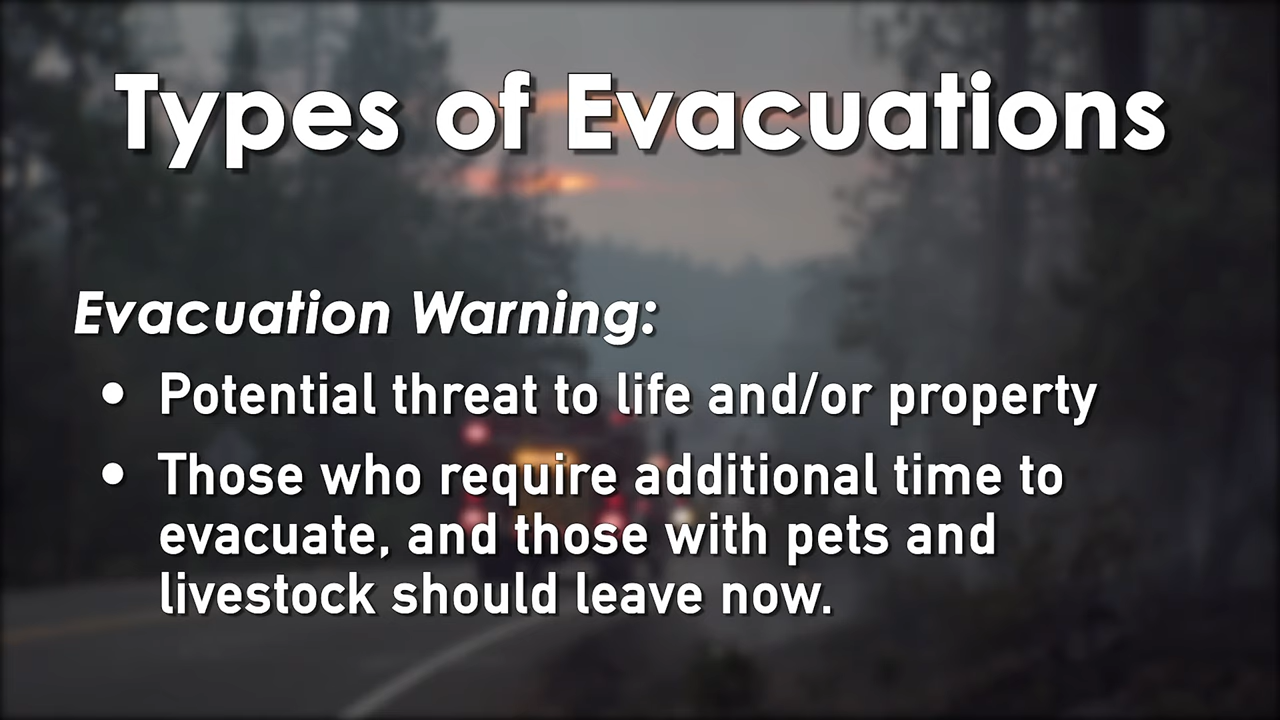 Types of Evacuations
Evacuation Warning:
• Potential threat to life and/or property
• Those who require additional time to
evacuate, and those with pets and
livestock should leave now.